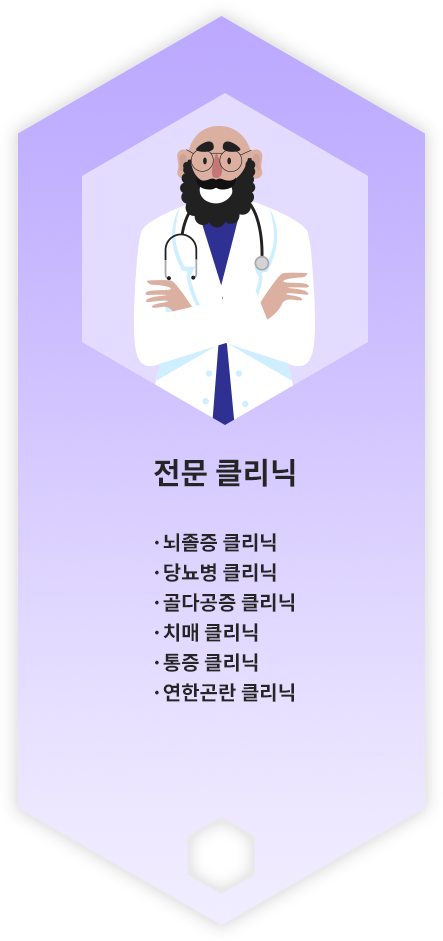 전문 클리닉
· 뇌졸중 클리닉
· 당뇨병 클리닉
· 골다공증 클리닉
· 치매 클리닉
· 통증 클리닉
· 연한곤란 클리닉